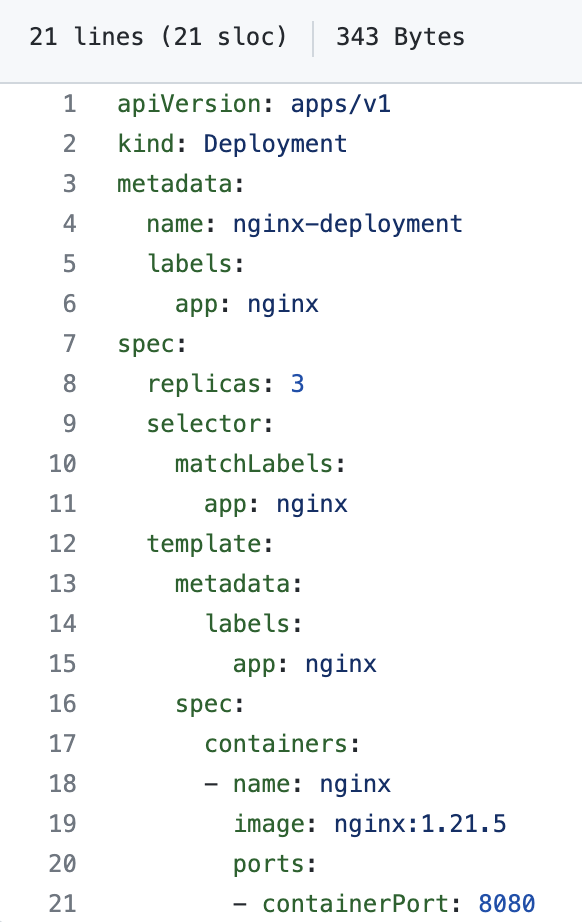 21 lines (21 sloc) 343 Bytes
1 apiVersion: apps/v1
2 kind: Deployment
3 metadata:
4   name: nginx-deployment
5   labels:
6     app: nginx
7 spec:
8   replicas: 3
9   selector:
10     matchLabels:
11       app: nginx
12   template:
13     metadata:
14       labels:
15         app: nginx
16     spec:
17       containers:
18       - name: nginx
19         image: nginx:1.21.5
20         ports:
21         - containerPort: 8080